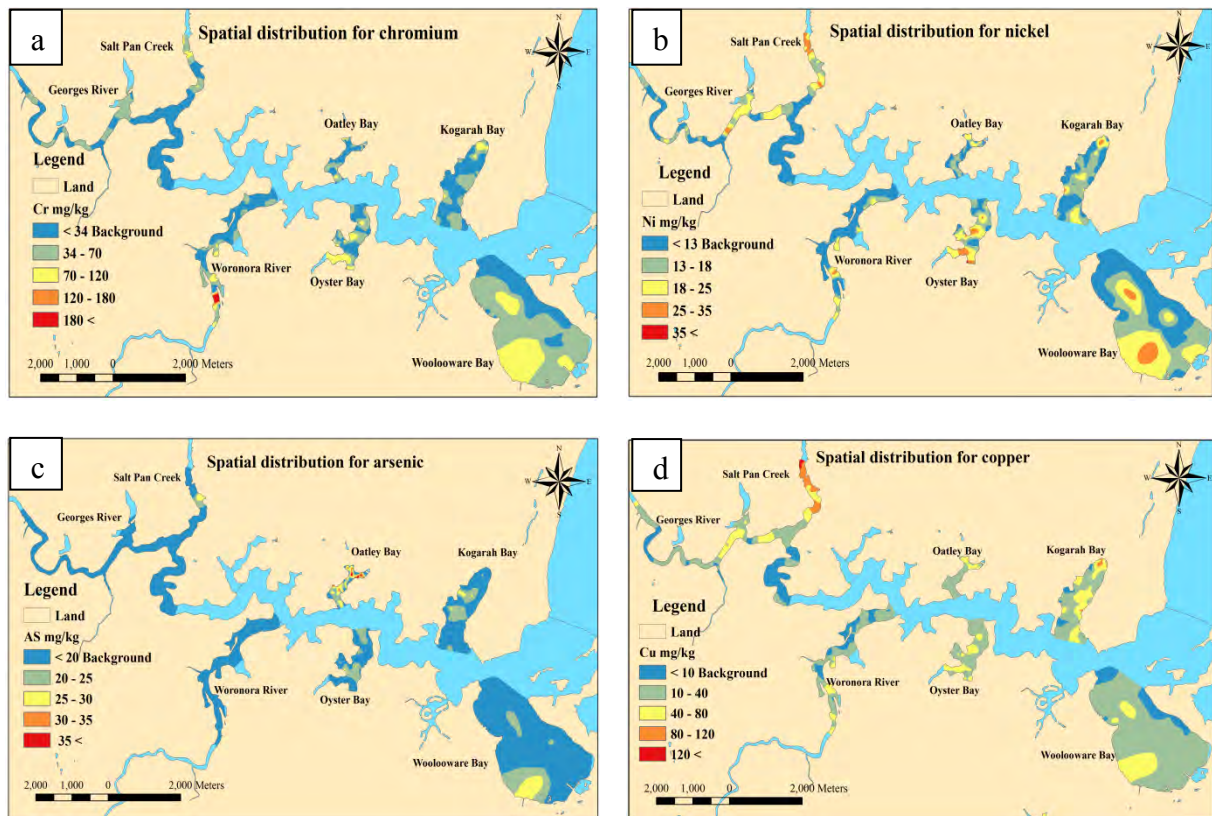 a
Spatial distribution for chromium
N
W
E
S
Salt Pan Creek
Georges River
Oatley Bay
Kogarah Bay
Legend
Land
Cr mg/kg
< 34 Background
34 - 70
70 - 120
120 - 180
180 <
Woronora River
Oyster Bay
Woolooware Bay
2,000 1,000 0 2,000 Meters
b
Spatial distribution for nickel
N
W
E
S
Salt Pan Creek
Georges River
Oatley Bay
Kogarah Bay
Legend
Land
Ni mg/kg
< 13 Background
13 - 18
18 - 25
25 - 35
35 <
Woronora River
Oyster Bay
Woolooware Bay
2,000 1,000 0 2,000 Meters
c
Spatial distribution for arsenic
N
W
E
S
Salt Pan Creek
Georges River
Oatley Bay
Kogarah Bay
Legend
Land
AS mg/kg
< 20 Background
20 - 25
25 - 30
30 - 35
35 <
Woronora River
Oyster Bay
Woolooware Bay
2,000 1,000 0 2,000 Meters
d
Spatial distribution for copper
N
W
E
S
Salt Pan Creek
Georges River
Oatley Bay
Kogarah Bay
Legend
Land
Cu mg/kg
< 10 Background
10 - 40
40 - 80
80 - 120
120 <
Woronora River
Oyster Bay
Woolooware Bay
2,000 1,000 0 2,000 Meters